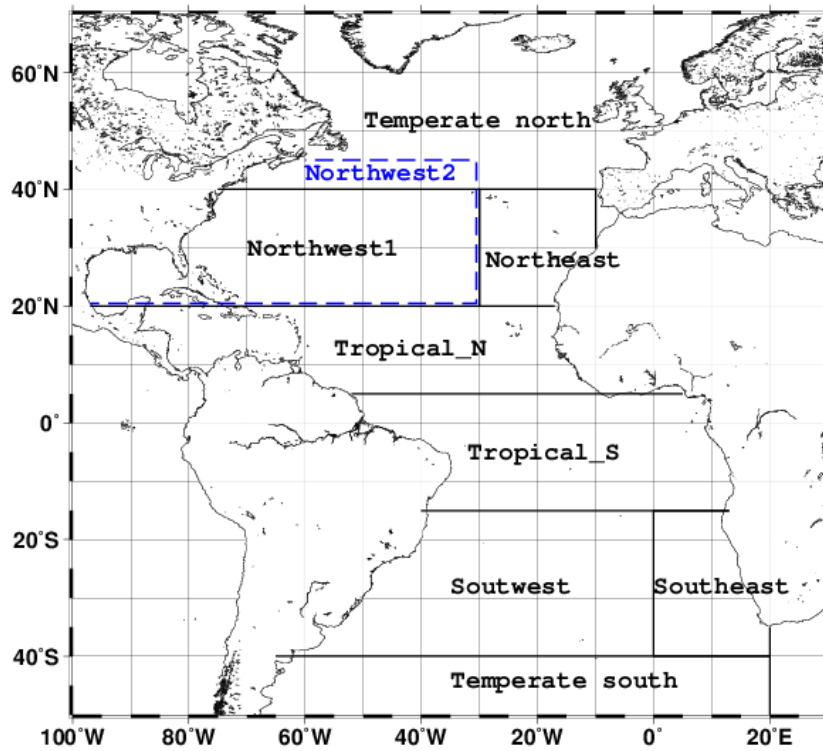 60°N
Temperate north
Northwest2
40°N
Northwest1
Northeast
20°N
Tropical_N
0°
Tropical_S
20°S
Soutwest
Southeast
40°S
Temperate south
100°W
80°W
60°W
40°W
20°W
0°
20°E